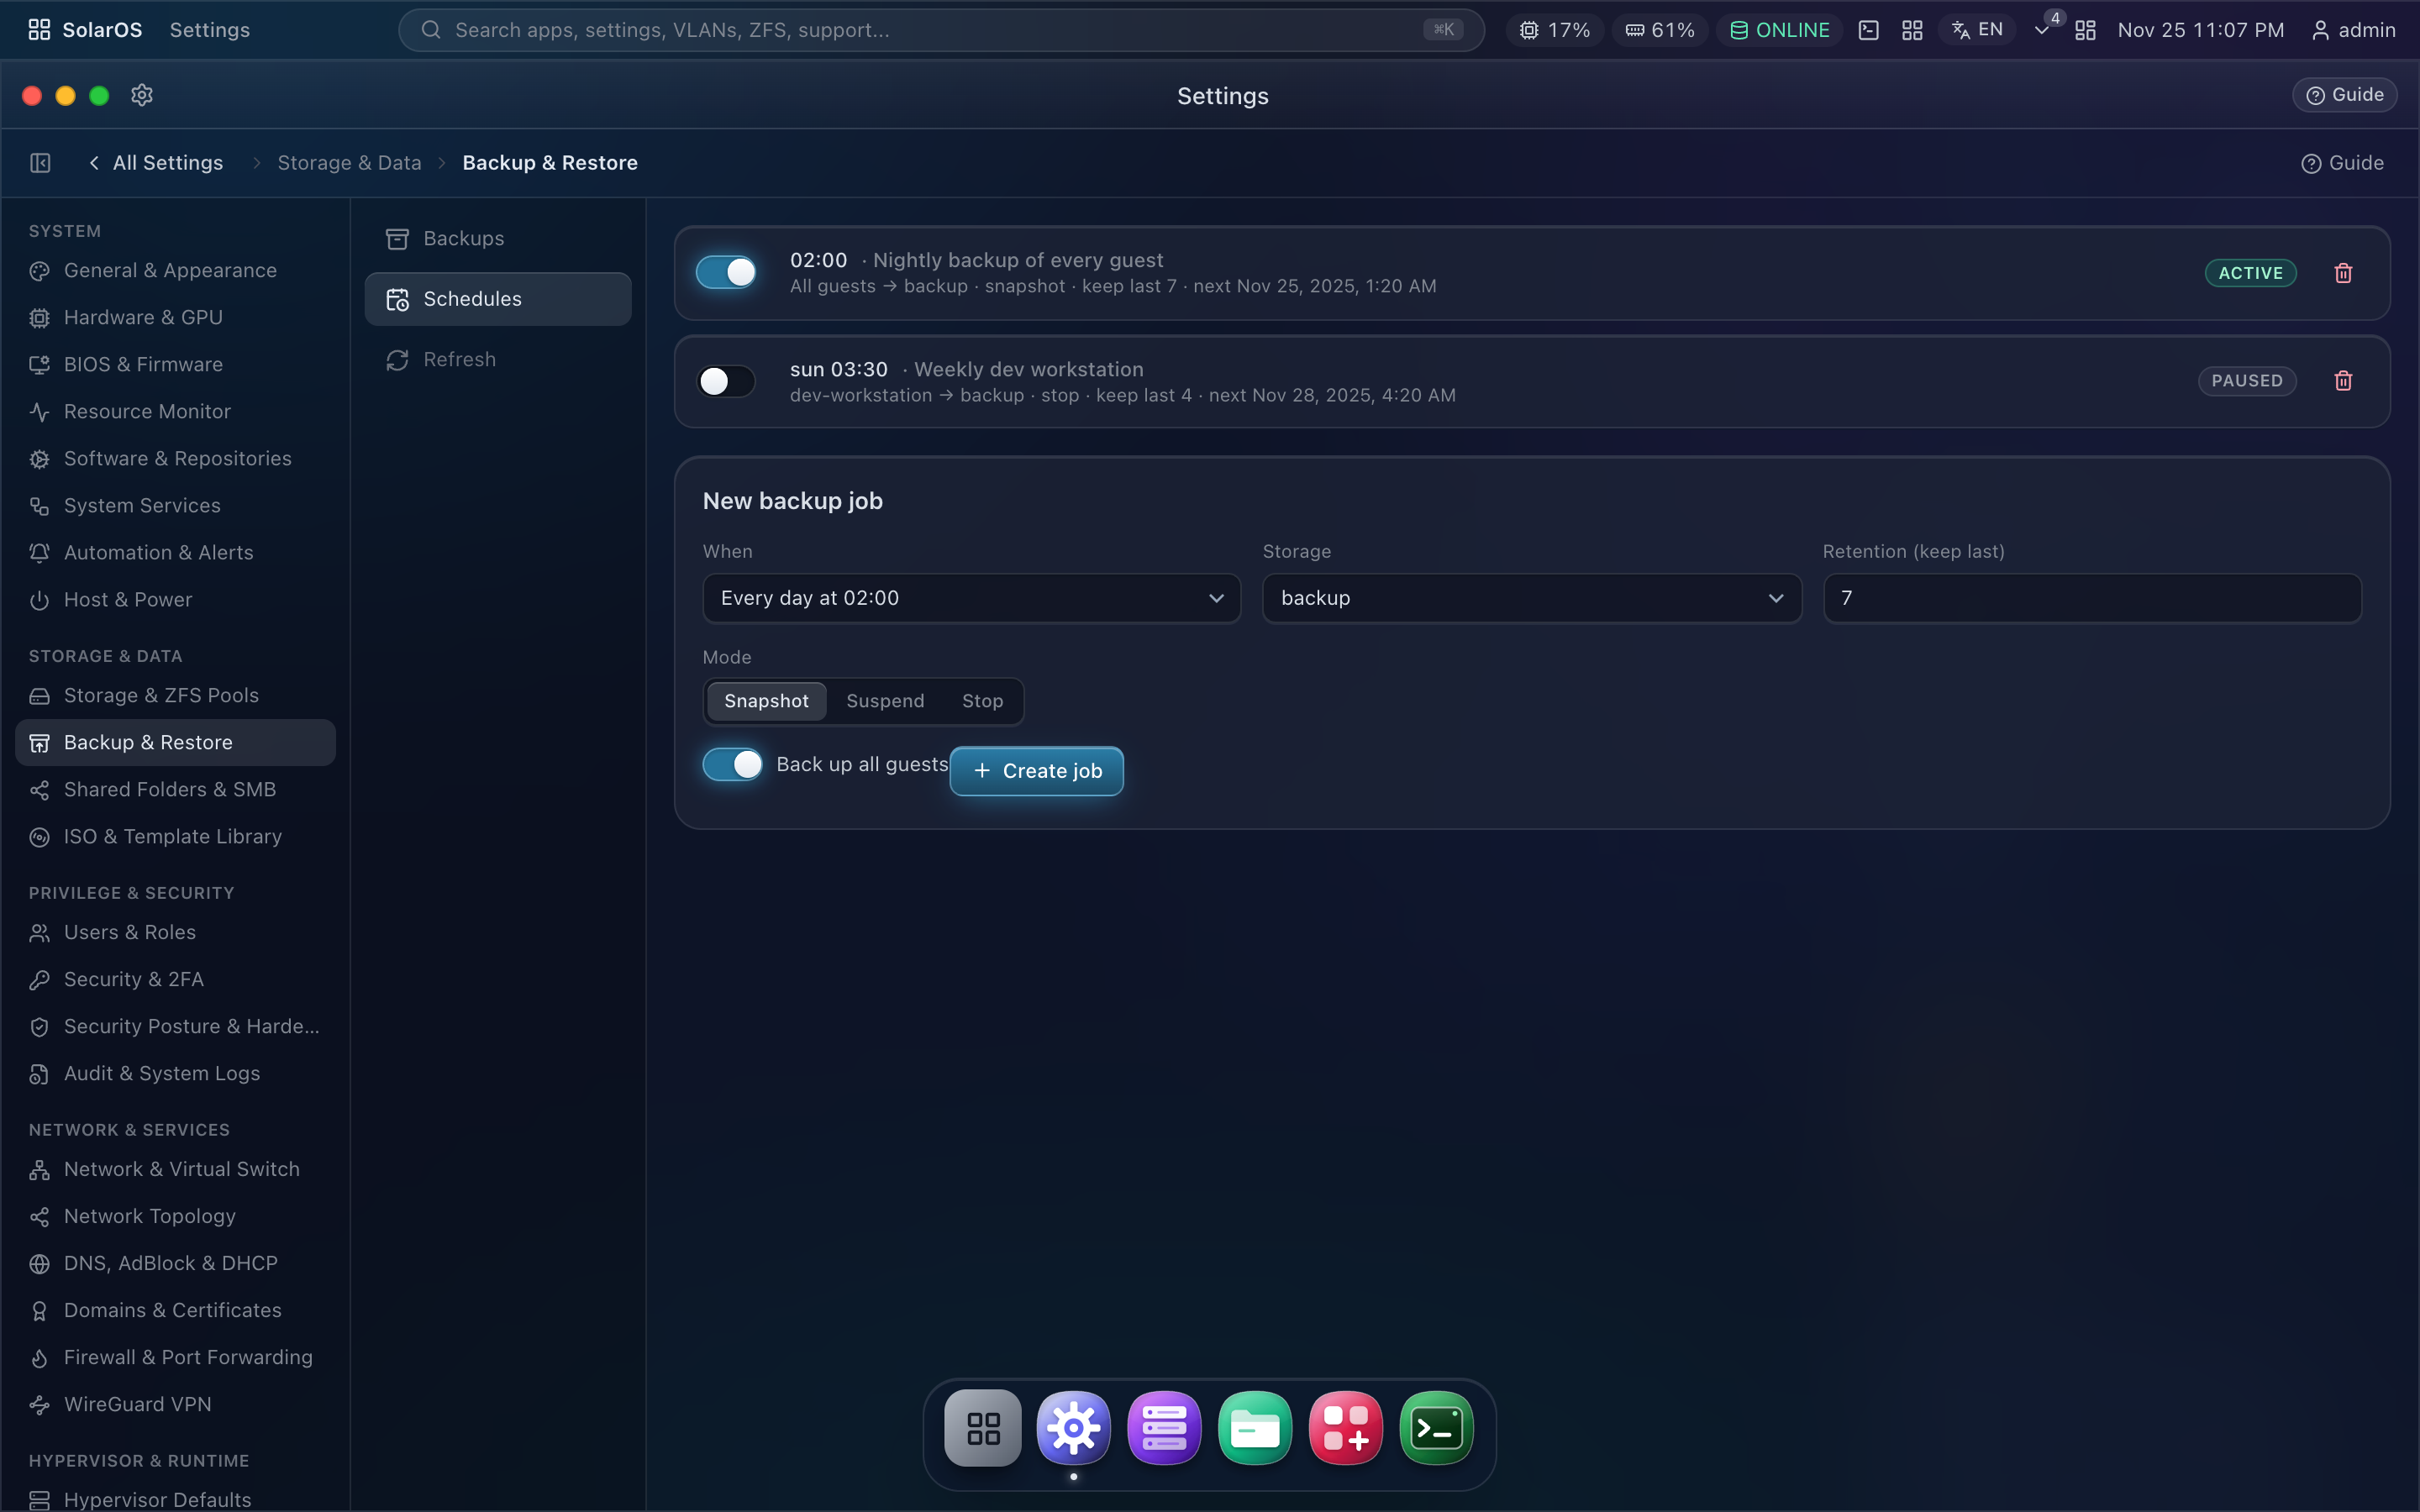 SolarOS Settings Search apps, settings, VLANs, ZFS, support... ⌘K 17% 61% ONLINE EN 4 Nov 25 11:07 PM admin
Settings Guide
All Settings Storage & Data Backup & Restore Guide
SYSTEM
General & Appearance
Hardware & GPU
BIOS & Firmware
Resource Monitor
Software & Repositories
System Services
Automation & Alerts
Host & Power
STORAGE & DATA
Storage & ZFS Pools
Backup & Restore
Shared Folders & SMB
ISO & Template Library
PRIVILEGE & SECURITY
Users & Roles
Security & 2FA
Security Posture & Harde...
Audit & System Logs
NETWORK & SERVICES
Network & Virtual Switch
Network Topology
DNS, AdBlock & DHCP
Domains & Certificates
Firewall & Port Forwarding
WireGuard VPN
HYPERVISOR & RUNTIME
Hypervisor Defaults
Backups
Schedules
Refresh
02:00 · Nightly backup of every guest
All guests → backup · snapshot · keep last 7 · next Nov 25, 2025, 1:20 AM
ACTIVE
sun 03:30 · Weekly dev workstation
dev-workstation → backup · stop · keep last 4 · next Nov 28, 2025, 4:20 AM
PAUSED
New backup job
When Storage Retention (keep last)
Every day at 02:00 backup 7
Mode
Snapshot Suspend Stop
Back up all guests + Create job